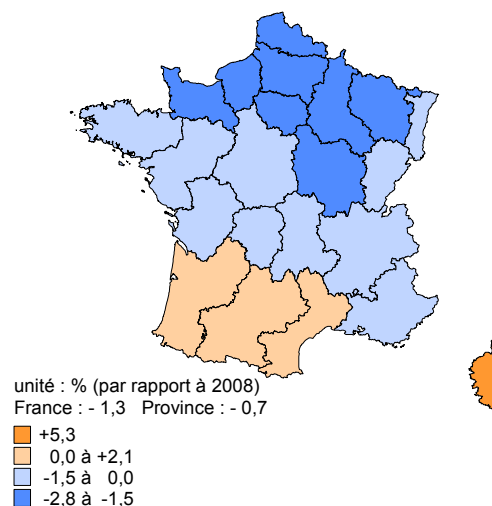 unité : % (par rapport à 2008)
France : - 1,3 Province : - 0,7
+5,3
0,0 à +2,1
-1,5 à 0,0
-2,8 à -1,5